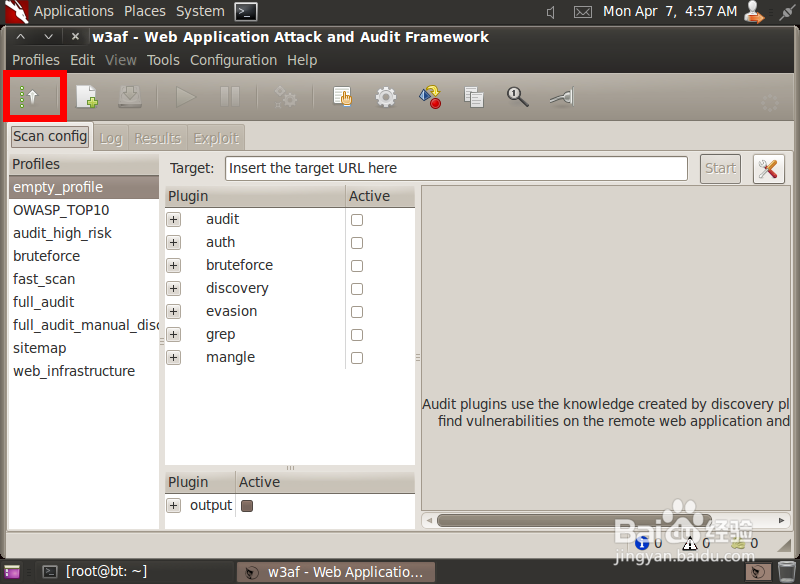 Applications Places System Mon Apr 7, 4:57 AM
w3af - Web Application Attack and Audit Framework
Profiles Edit View Tools Configuration Help
Scan config Log Results Exploit
Profiles
empty_profile
OWASP_TOP10
audit_high_risk
bruteforce
fast_scan
full_audit
full_audit_manual_disc
sitemap
web_infrastructure
Target: Insert the target URL here Start
Plugin Active
audit
auth
bruteforce
discovery
evasion
grep
mangle
Plugin Active
output
Audit plugins use the knowledge created by discovery pl
find vulnerabilities on the remote web application and
0 0 0
Baidu 经验
jingyan.baidu.com
[root@bt: ~] w3af - Web Applicatio...